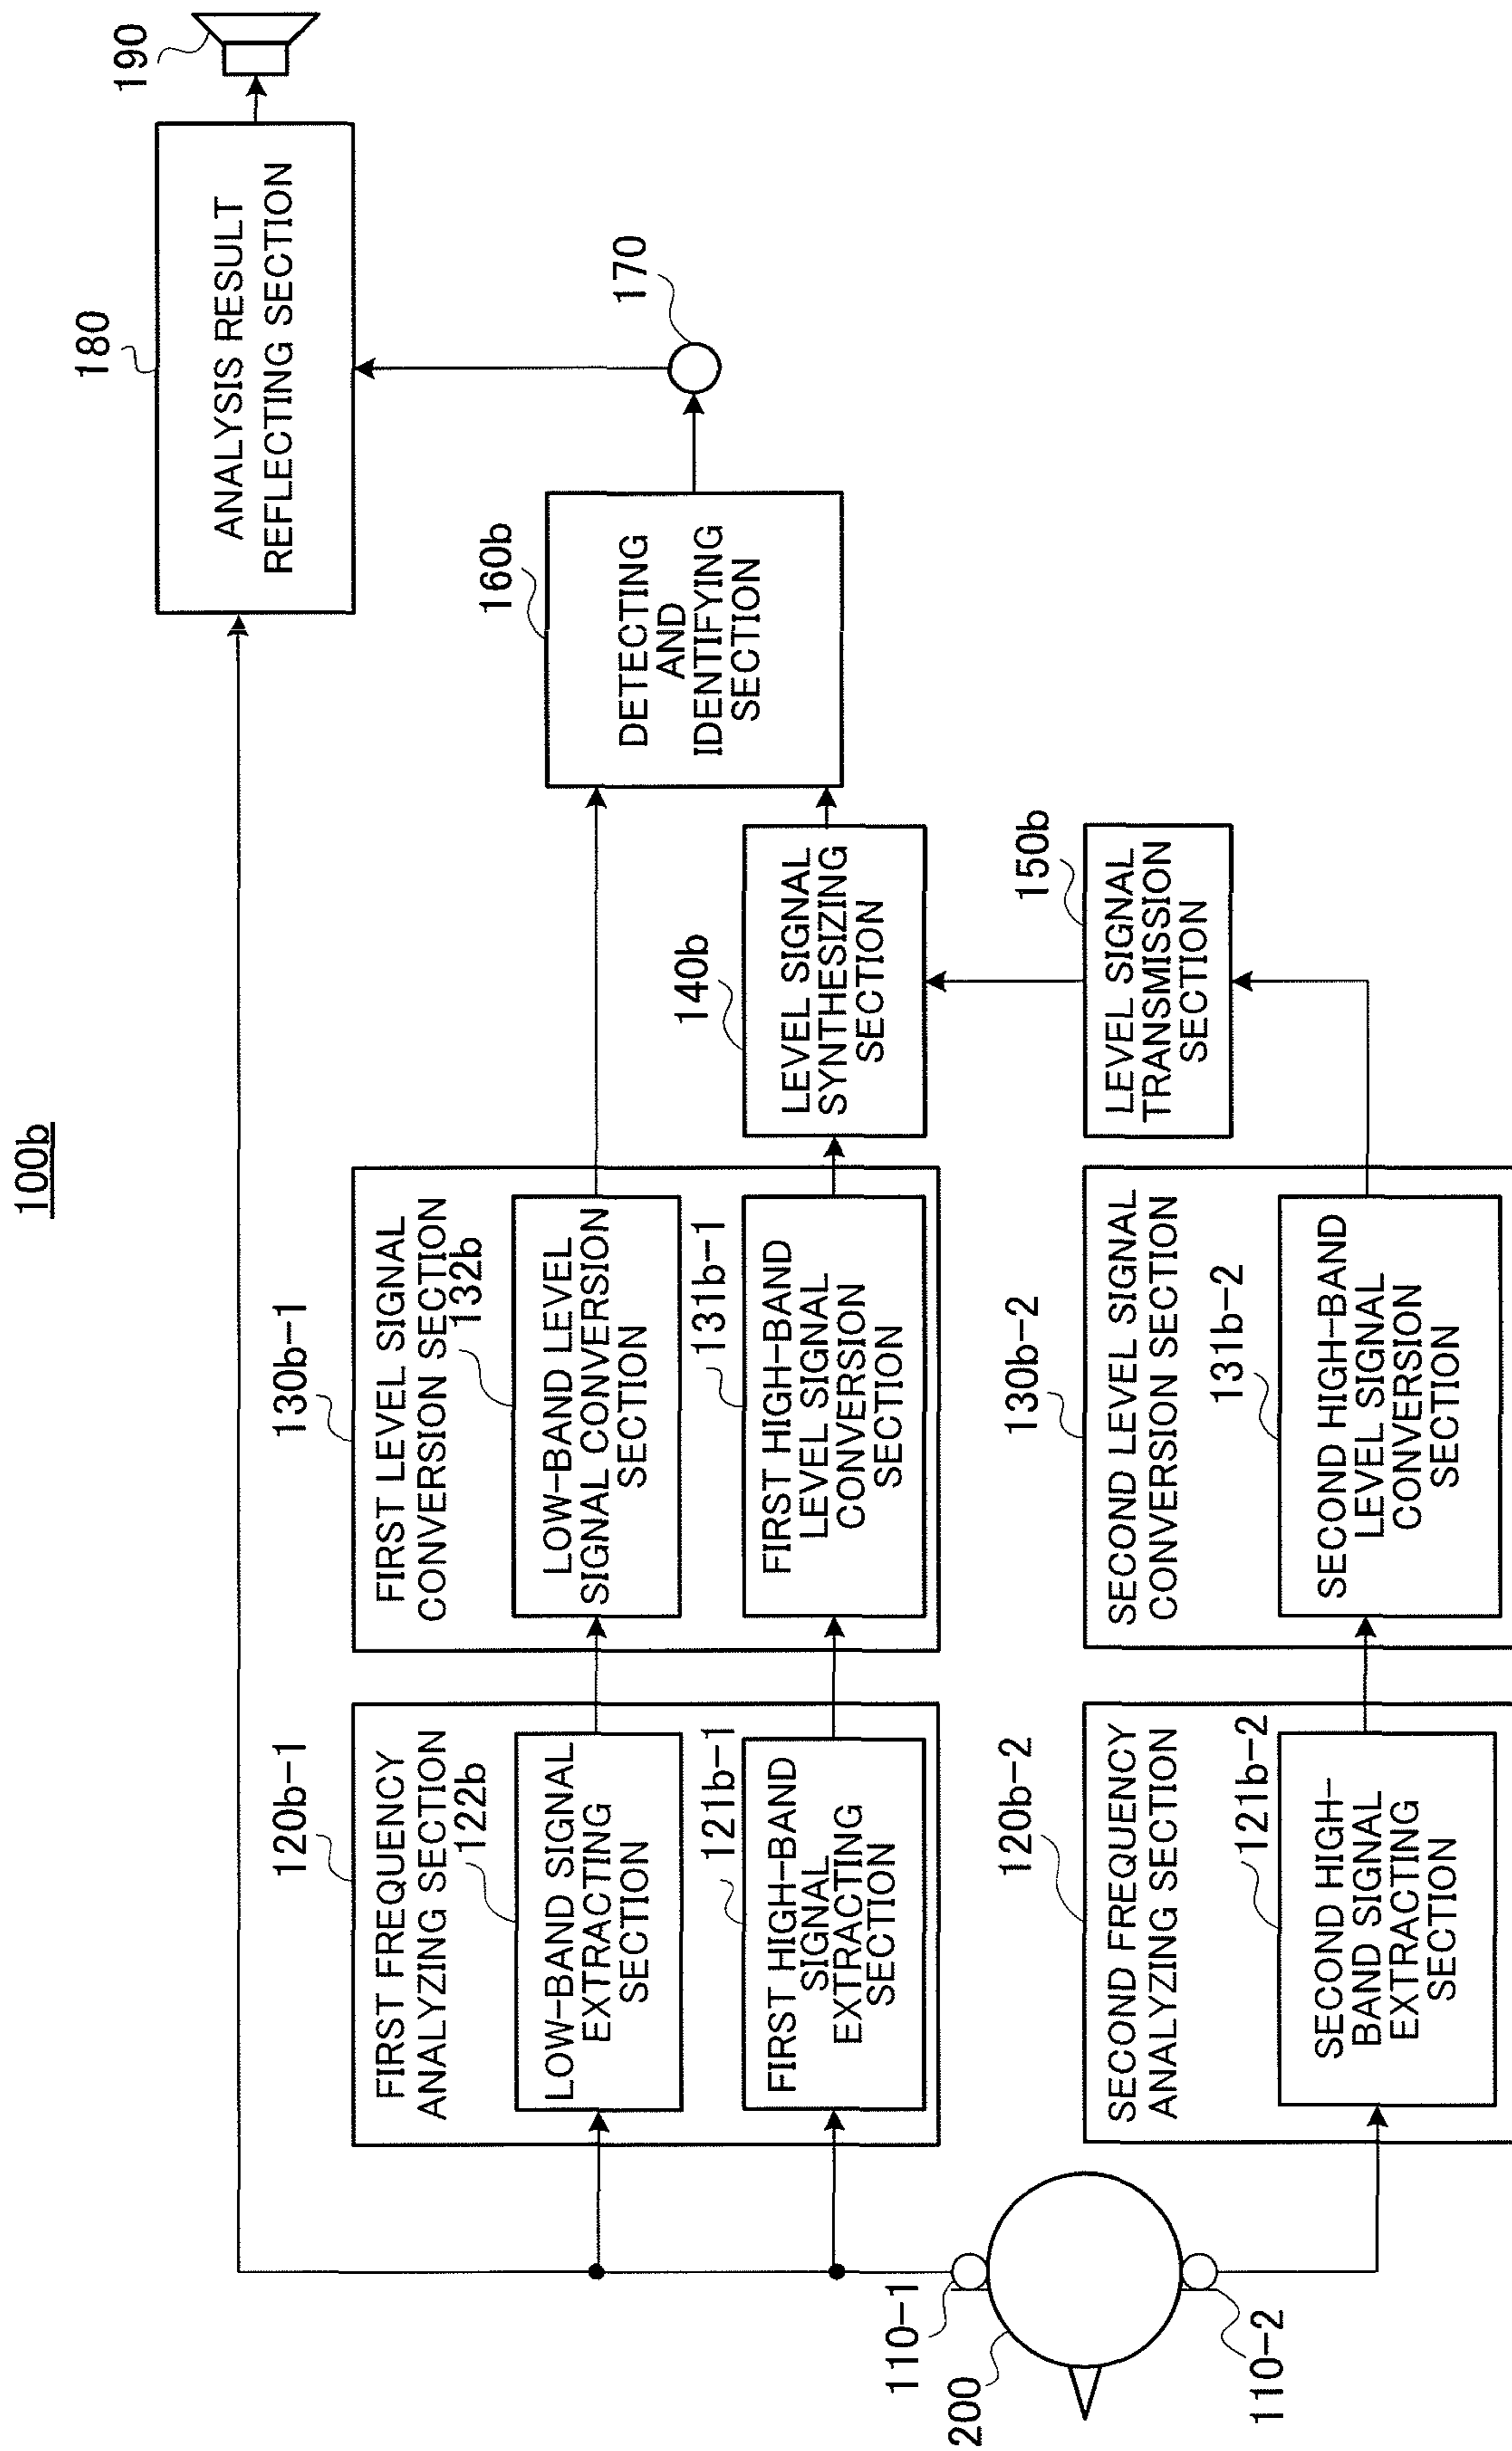 100b
190
180
ANALYSIS RESULT
REFLECTING SECTION
170
160b
DETECTING
AND
IDENTIFYING
SECTION
130b-1
FIRST LEVEL SIGNAL
CONVERSION SECTION
132b
LOW-BAND LEVEL
SIGNAL CONVERSION
SECTION
131b-1
FIRST HIGH-BAND
LEVEL SIGNAL
CONVERSION
SECTION
140b
LEVEL SIGNAL
SYNTHESIZING
SECTION
150b
LEVEL SIGNAL
TRANSMISSION
SECTION
120b-1
FIRST FREQUENCY
ANALYZING SECTION
122b
LOW-BAND SIGNAL
EXTRACTING
SECTION
121b-1
FIRST HIGH-BAND
SIGNAL
EXTRACTING
SECTION
130b-2
SECOND LEVEL SIGNAL
CONVERSION SECTION
131b-2
SECOND HIGH-BAND
LEVEL SIGNAL
CONVERSION
SECTION
120b-2
SECOND FREQUENCY
ANALYZING SECTION
121b-2
SECOND HIGH-
BAND SIGNAL
EXTRACTING
SECTION
110-1
200
110-2